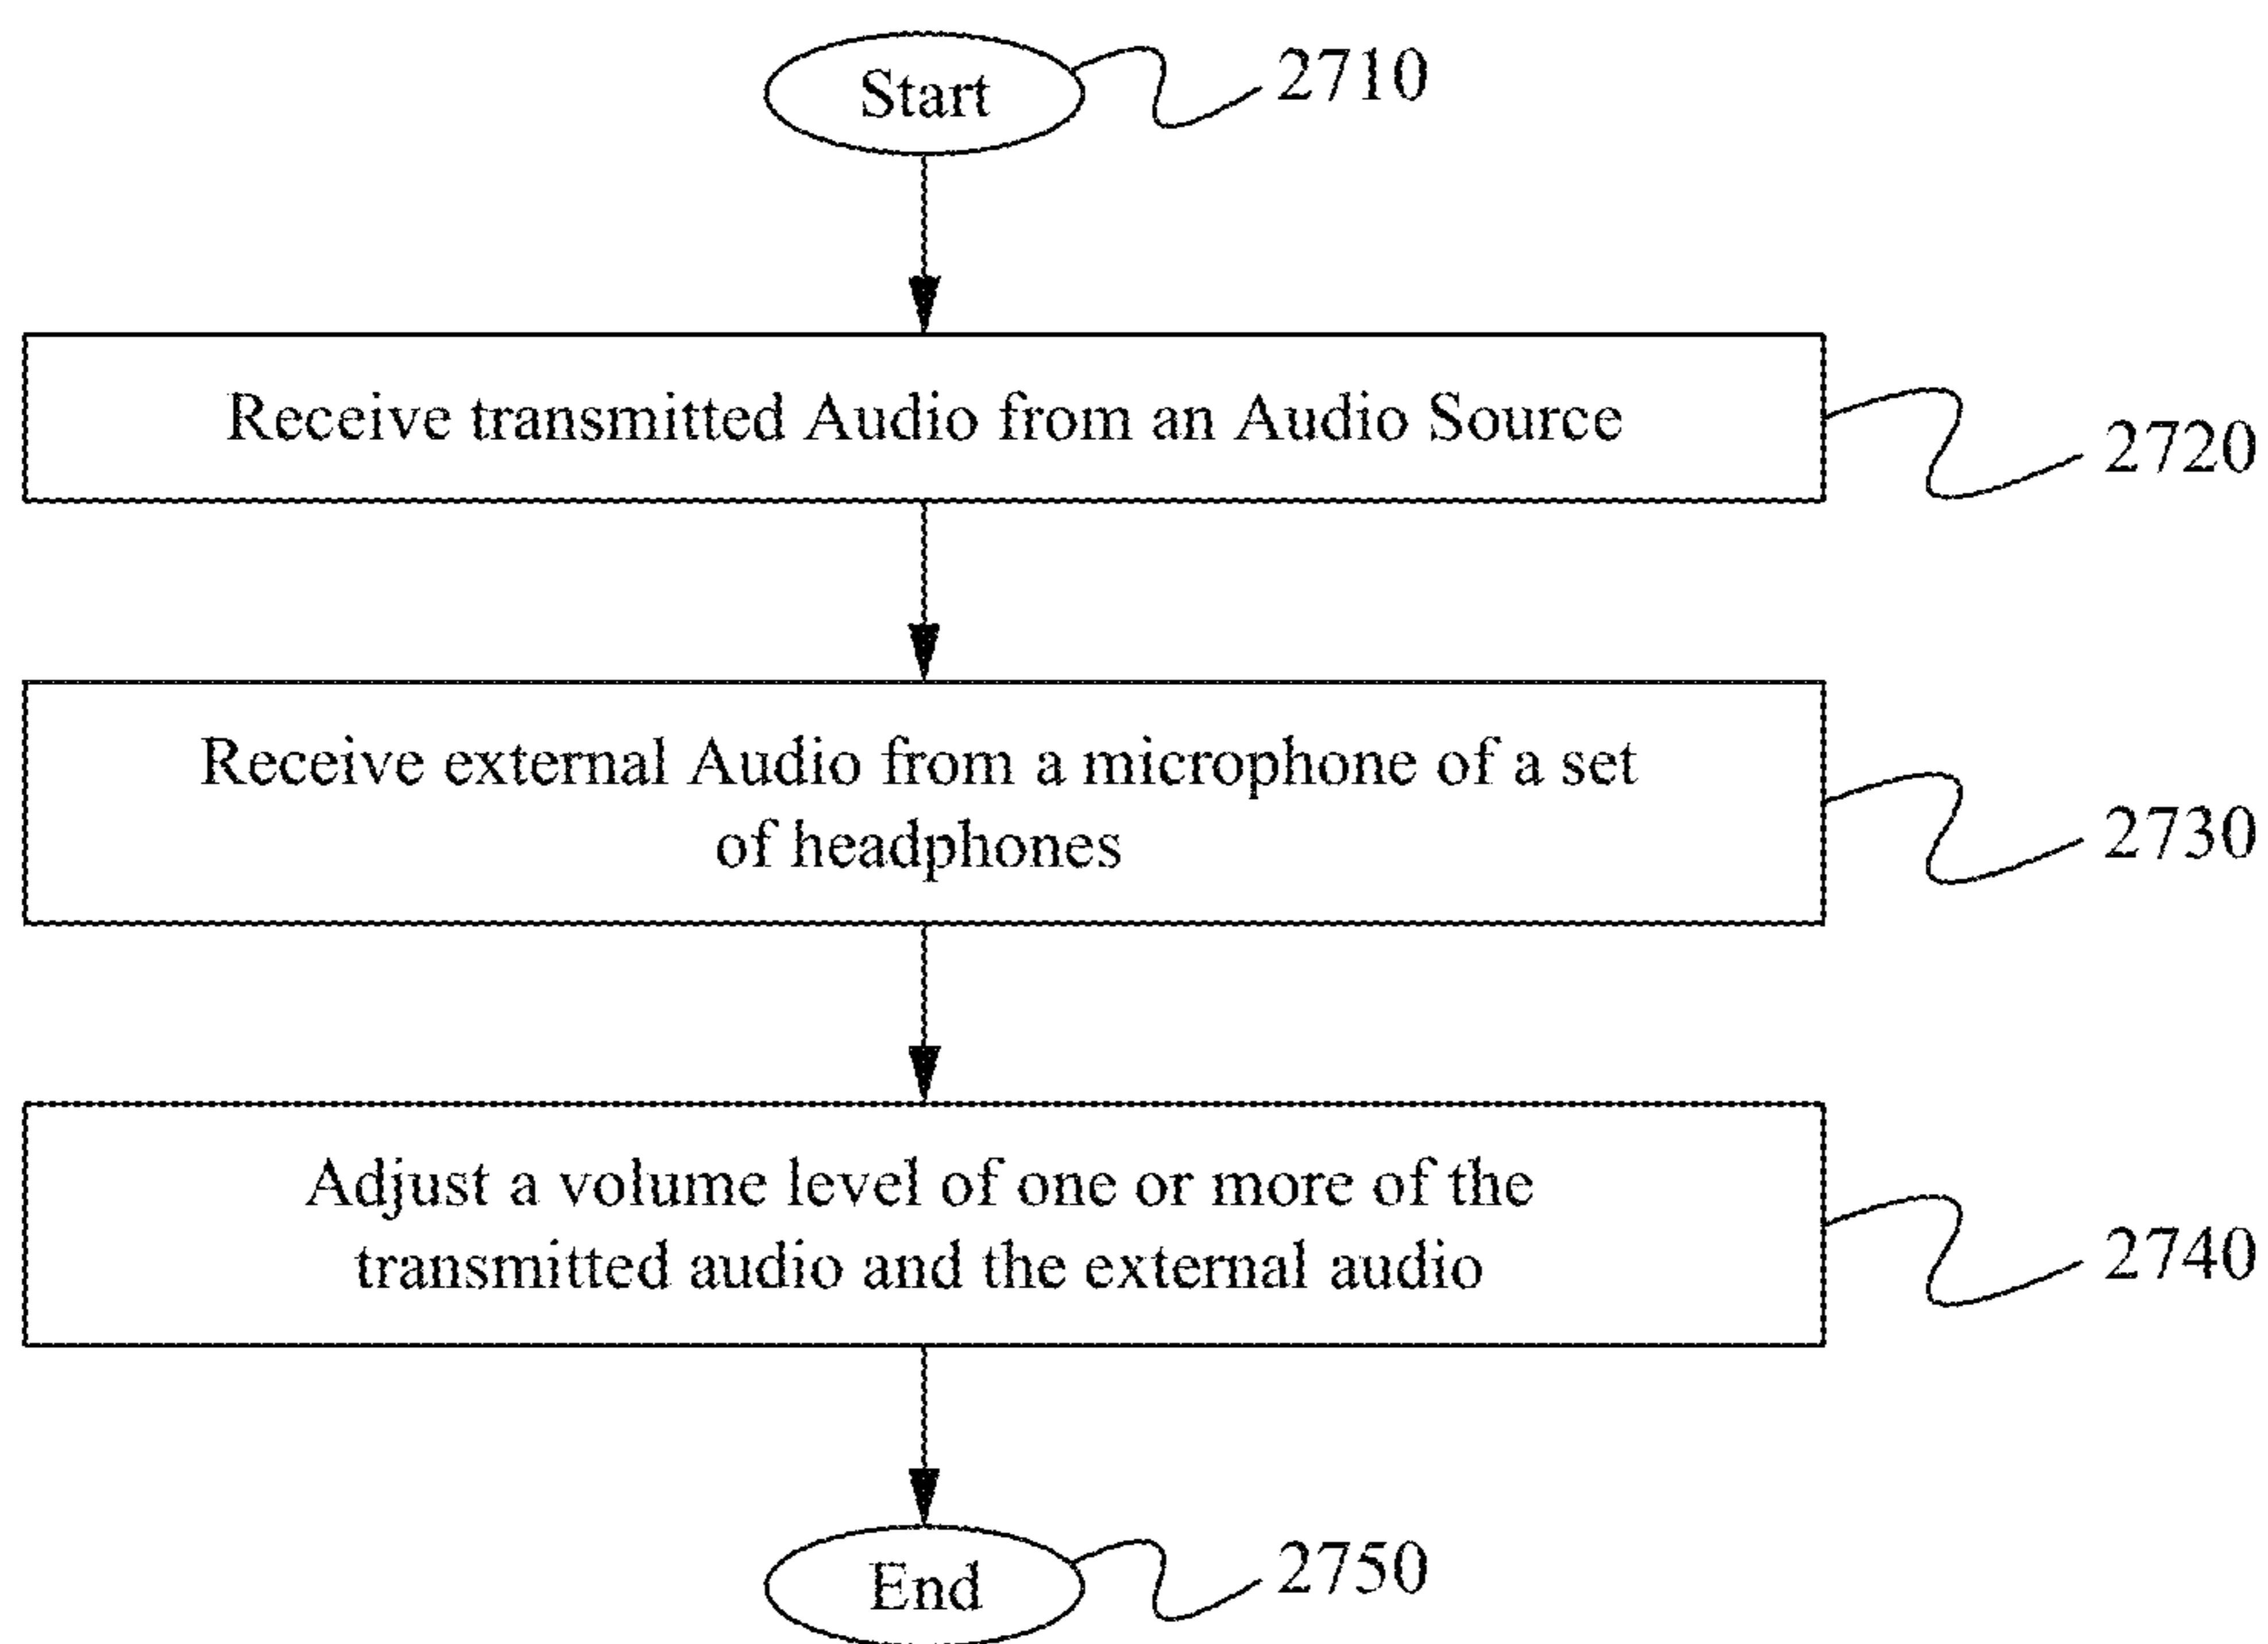 Start
2710
Receive transmitted Audio from an Audio Source
2720
Receive external Audio from a microphone of a set
of headphones
2730
Adjust a volume level of one or more of the
transmitted audio and the external audio
2740
End
2750